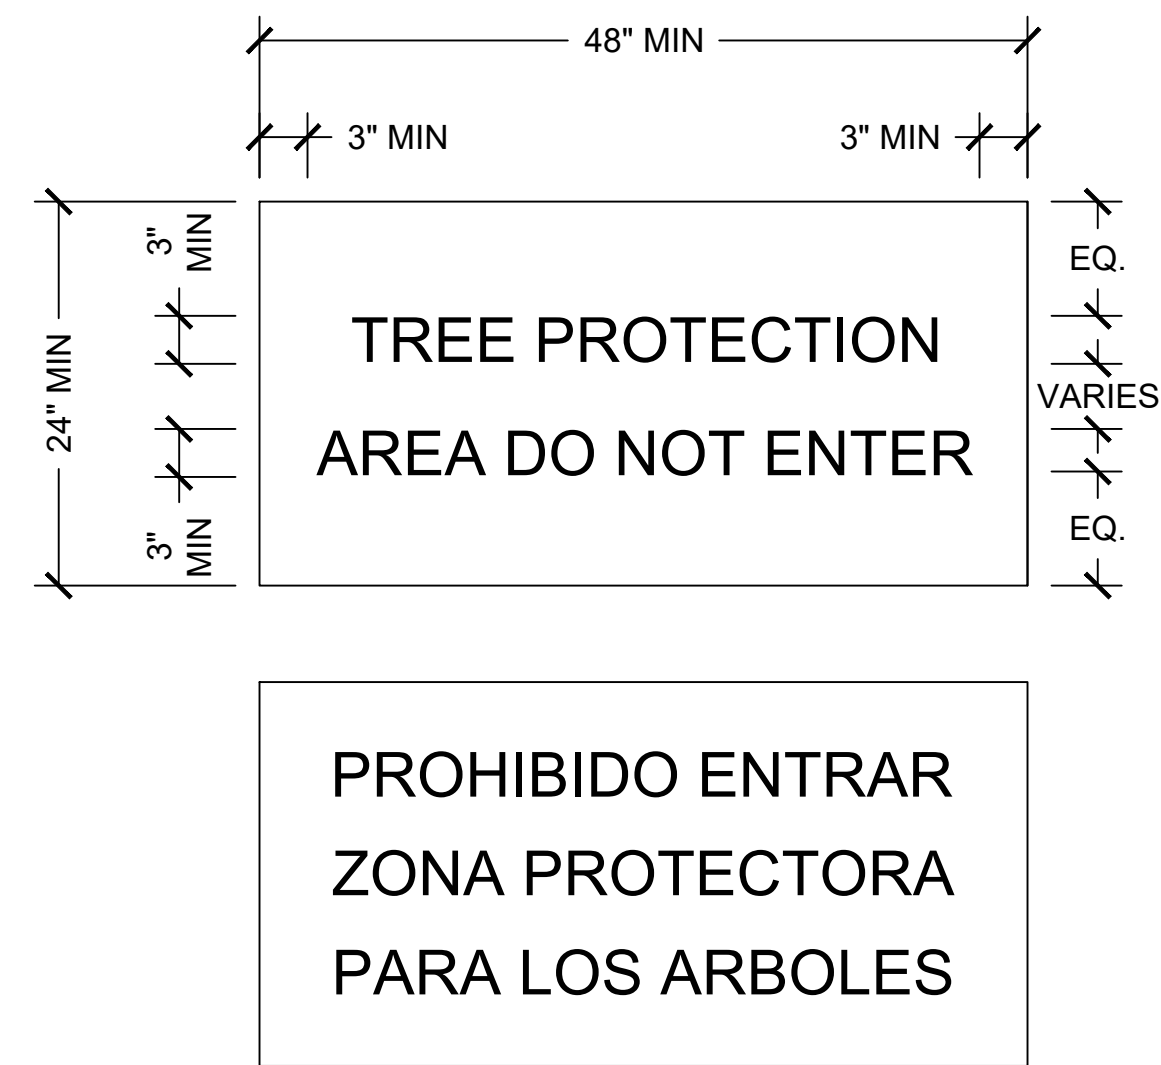 48" MIN
3" MIN
3" MIN
3"
MIN
EQ.
TREE PROTECTION
24" MIN
VARIES
AREA DO NOT ENTER
3"
MIN
EQ.
PROHIBIDO ENTRAR
ZONA PROTECTORA
PARA LOS ARBOLES